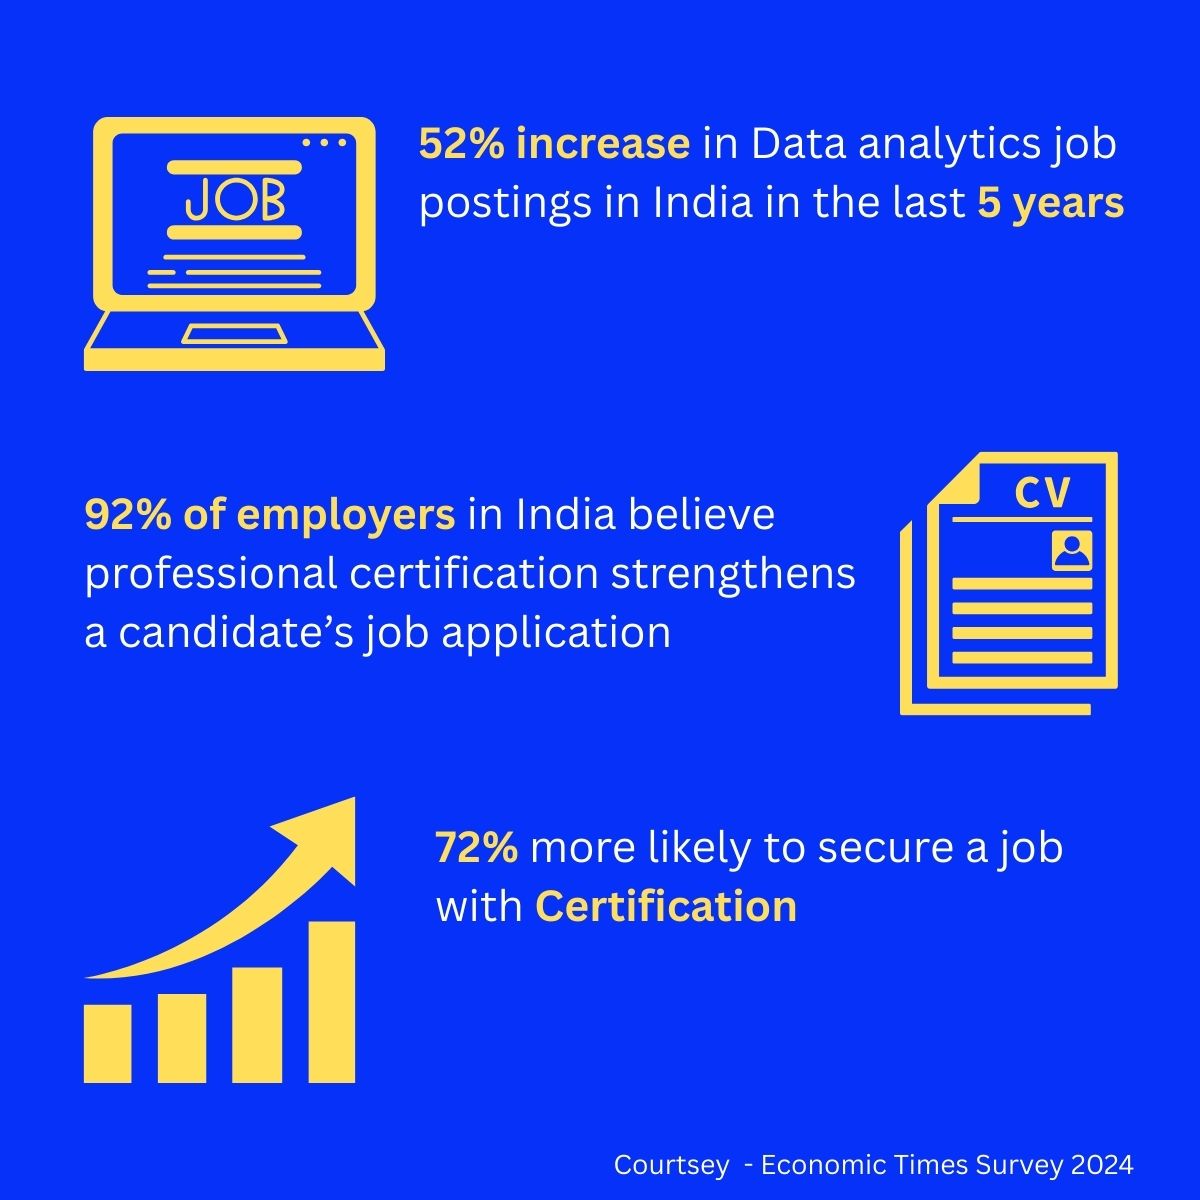 JOB
52% increase in Data analytics job
postings in India in the last 5 years
92% of employers in India believe
professional certification strengthens
a candidate’s job application
CV
72% more likely to secure a job
with Certification
Courtsey - Economic Times Survey 2024